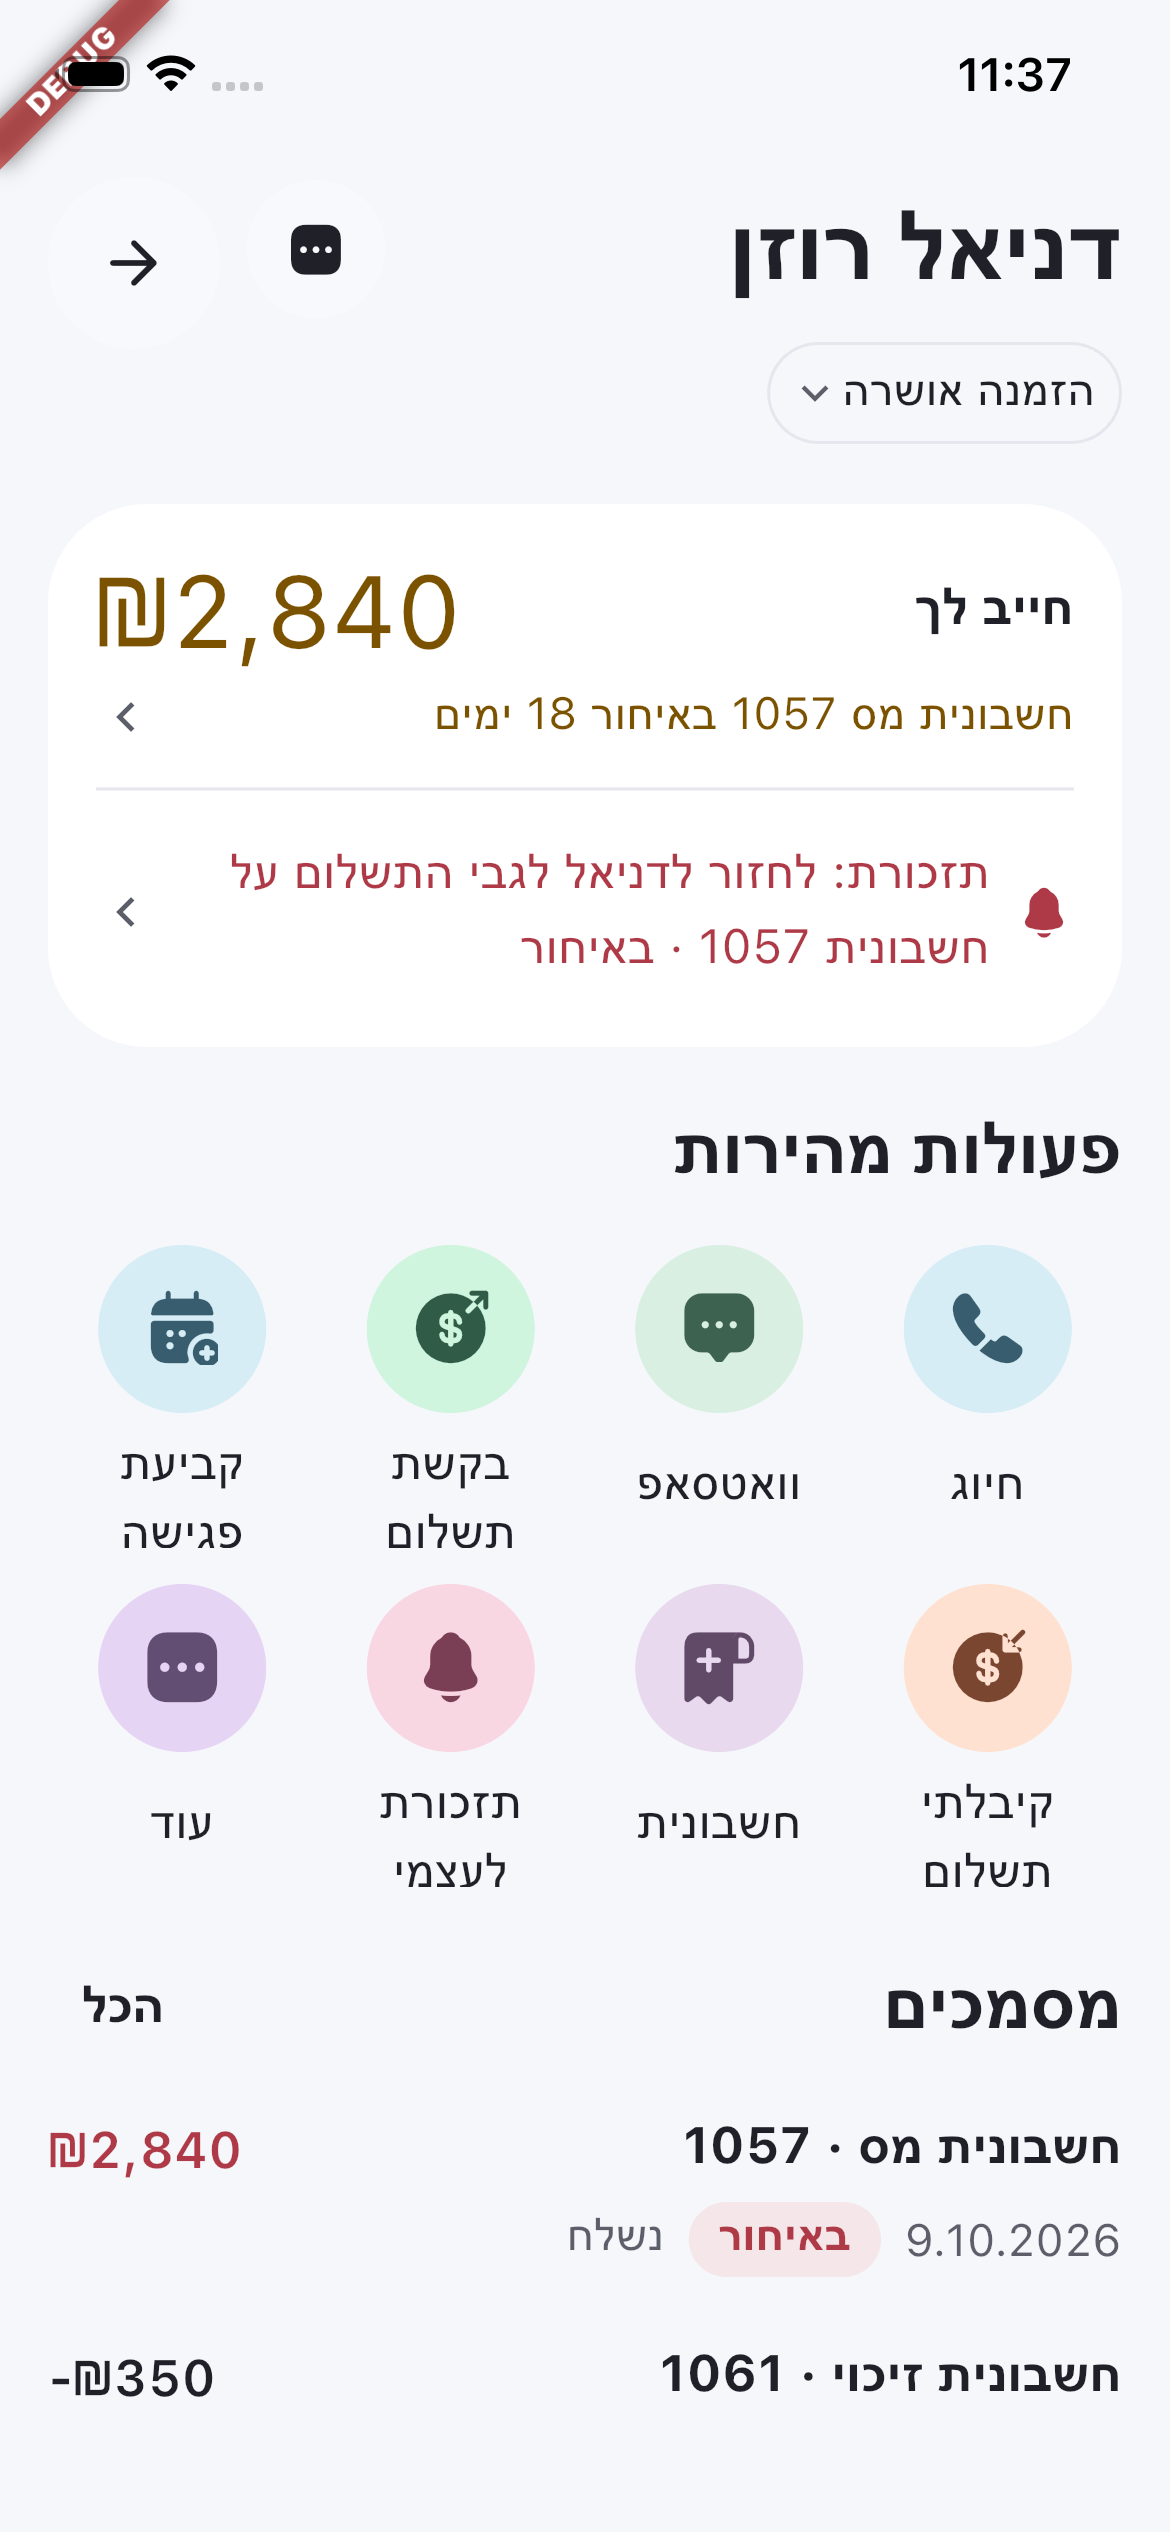 DEBUG
11:37
דניאל רוזן
הזמנה אושרה
חייב לך
₪2,840
חשבונית מס 1057 באיחור 18 ימים
תזכורת: לחזור לדניאל לגבי התשלום על
חשבונית 1057 · באיחור
פעולות מהירות
חיוג
וואטסאפ
בקשת
תשלום
קביעת
פגישה
קיבלתי
תשלום
חשבונית
תזכורת
לעצמי
עוד
מסמכים
הכל
חשבונית מס · 1057
₪2,840
9.10.2026 באיחור נשלח
חשבונית זיכוי · 1061
-₪350